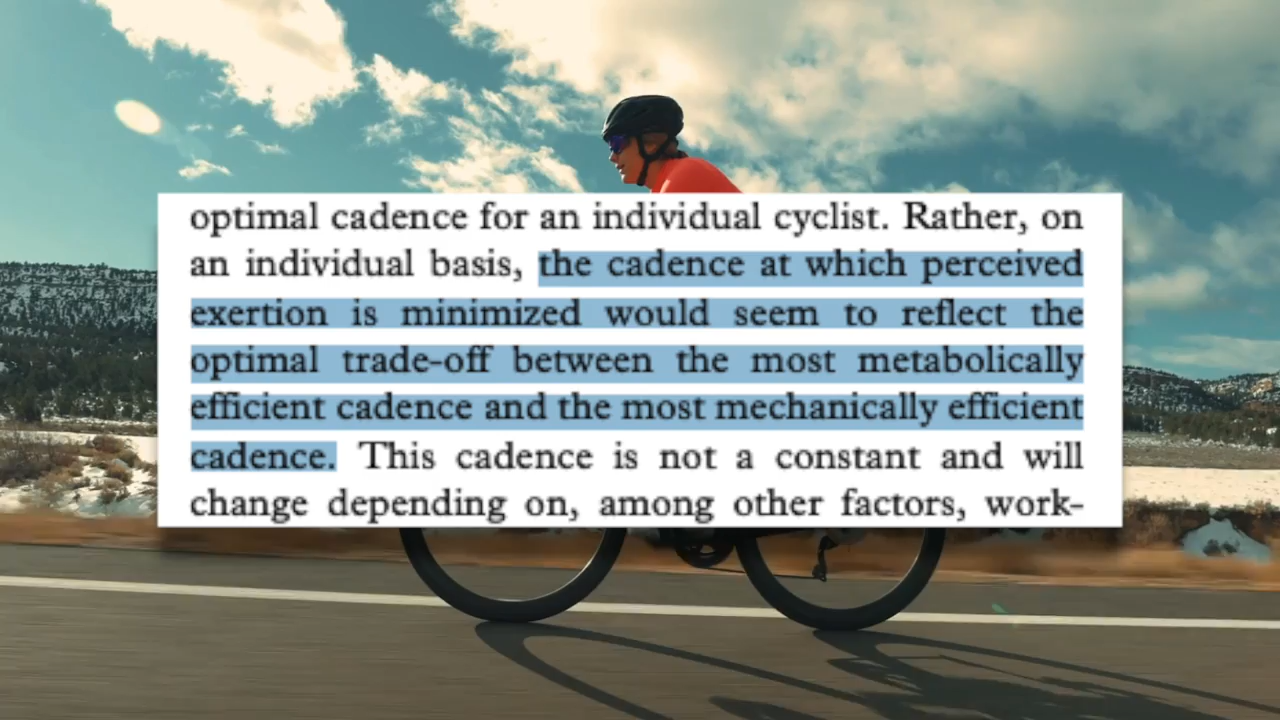 optimal cadence for an individual cyclist. Rather, on
an individual basis, the cadence at which perceived
exertion is minimized would seem to reflect the
optimal trade-off between the most metabolically
efficient cadence and the most mechanically efficient
cadence. This cadence is not a constant and will
change depending on, among other factors, work-